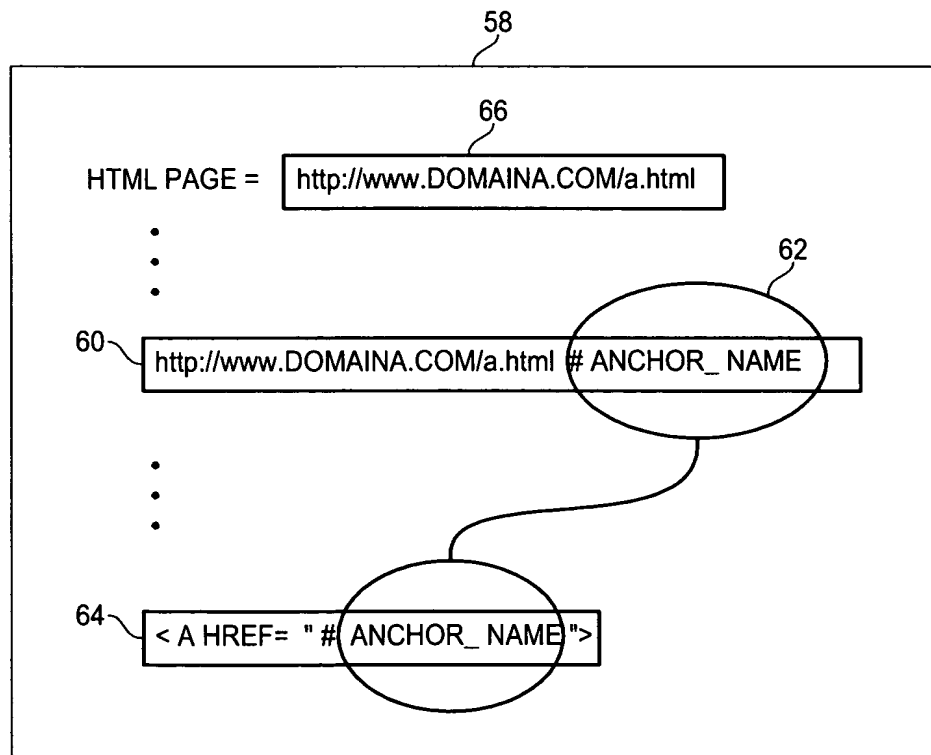 58
66
HTML PAGE = http://www.DOMAINA.COM/a.html
62
60
http://www.DOMAINA.COM/a.html # ANCHOR_ NAME
64
< A HREF= " # ANCHOR_ NAME ">